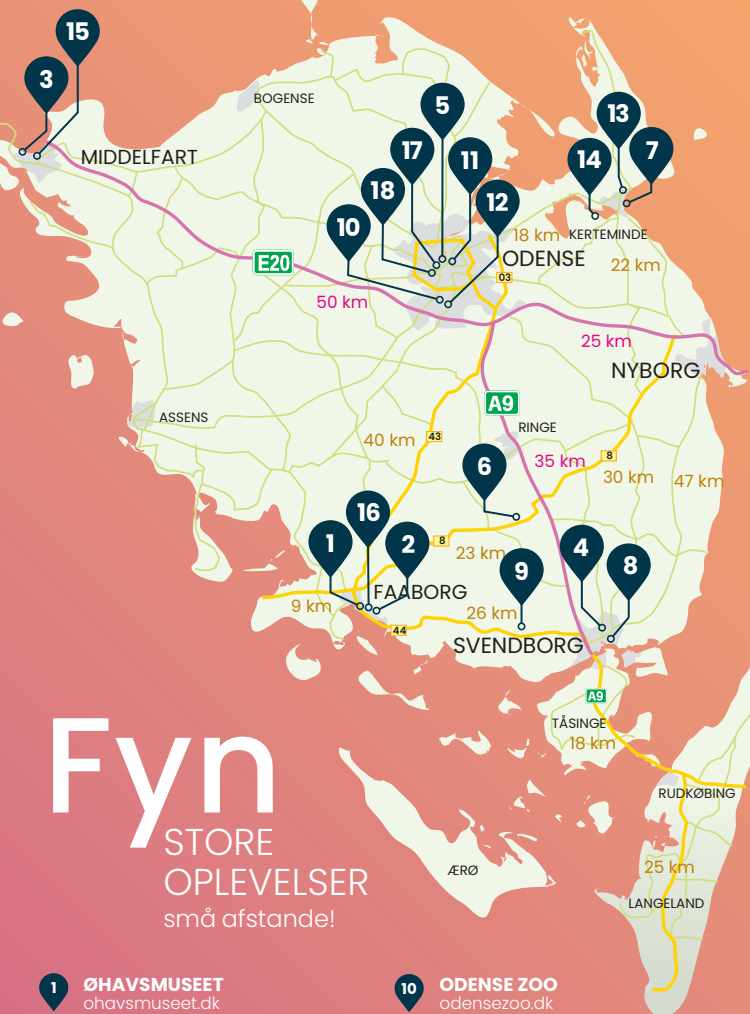 15
3
BOGENSE
5
13
MIDDELFART
17
11
14
7
18
12
10
18 km
KERTEMINDE
E20
ODENSE
22 km
03
50 km
25 km
NYBORG
A9
ASSENS
RINGE
40 km
43
6
35 km
8
30 km
47 km
16
1
2
8
23 km
4
9
8
FAABORG
9 km
26 km
44
SVENDBORG
A9
TÅSINGE
18 km
Fyn
STORE
OPLEVELSER
små afstande!
RUDKØBING
ÆRØ
25 km
LANGELAND
1 ØHAVSMUSEET
ohavsmuseet.dk
10 ODENSE ZOO
odensezoo.dk